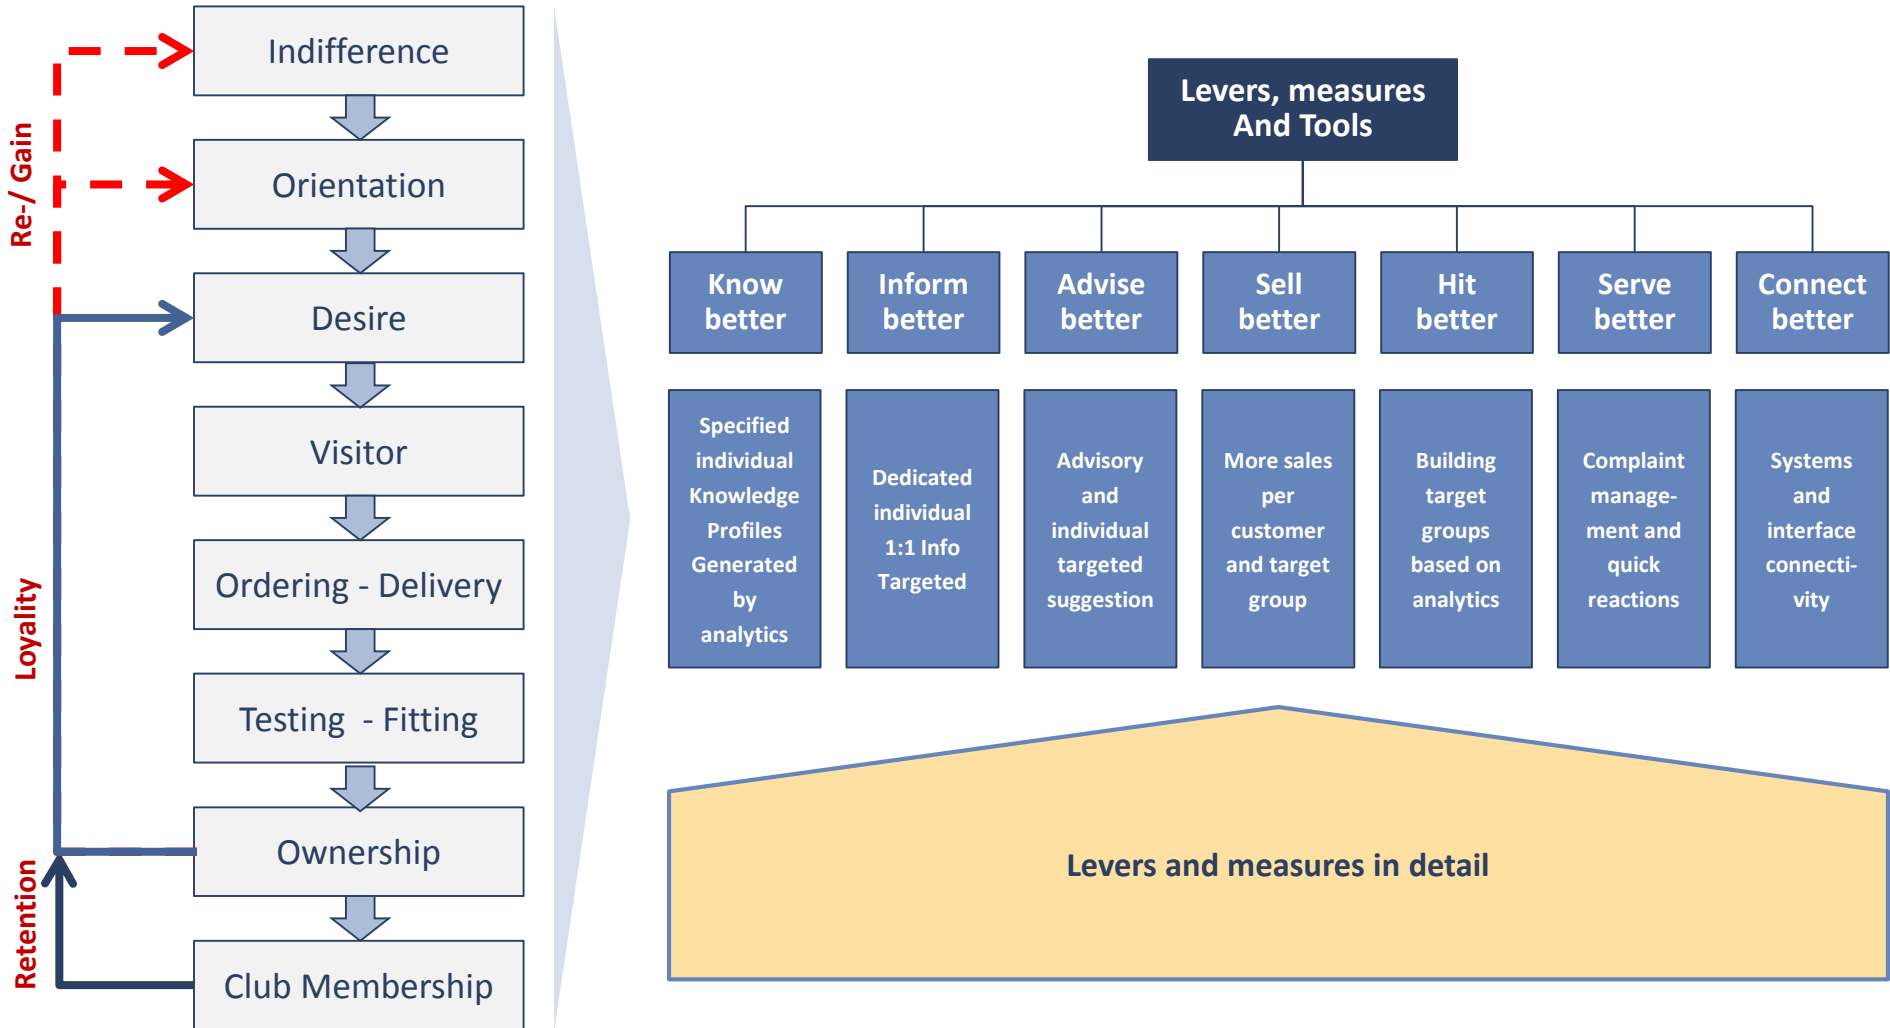 Re-/ Gain
Loyality
Retention
Indifference
Orientation
Desire
Visitor
Ordering - Delivery
Testing - Fitting
Ownership
Club Membership
Levers, measures
And Tools
Know
better
Inform
better
Advise
better
Sell
better
Hit
better
Serve
better
Connect
better
Specified
individual
Knowledge
Profiles
Generated
by
analytics
Dedicated
individual
1:1 Info
Targeted
Advisory
and
individual
targeted
suggestion
More sales
per
customer
and target
group
Building
target
groups
based on
analytics
Complaint
manage-
ment and
quick
reactions
Systems
and
interface
connecti-
vity
Levers and measures in detail